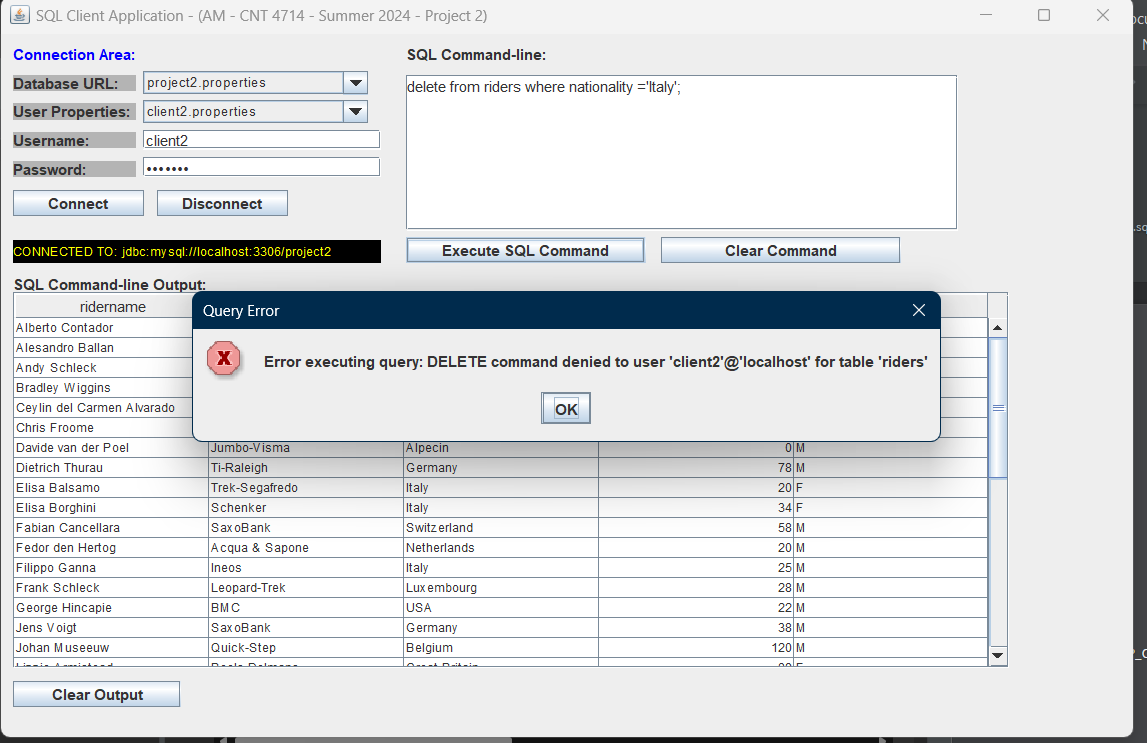 SQL Client Application - (AM - CNT 4714 - Summer 2024 - Project 2)
Connection Area:
Database URL: project2.properties
User Properties: client2.properties
Username: client2
Password: •••••••
Connect Disconnect
CONNECTED TO: jdbc:mysql://localhost:3306/project2
SQL Command-line:
delete from riders where nationality ='Italy';
Execute SQL Command Clear Command
SQL Command-line Output:
Query Error
Error executing query: DELETE command denied to user 'client2'@'localhost' for table 'riders'
OK
ridername
Alberto Contador
Alesandro Ballan
Andy Schleck
Bradley Wiggins
Ceylin del Carmen Alvarado
Chris Froome
Davide van der Poel Jumbo-Visma Alpecin 0 M
Dietrich Thurau Ti-Raleigh Germany 78 M
Elisa Balsamo Trek-Segafredo Italy 20 F
Elisa Borghini Schenker Italy 34 F
Fabian Cancellara SaxoBank Switzerland 58 M
Fedor den Hertog Acqua & Sapone Netherlands 20 M
Filippo Ganna Ineos Italy 25 M
Frank Schleck Leopard-Trek Luxembourg 28 M
George Hincapie BMC USA 22 M
Jens Voigt SaxoBank Germany 38 M
Johan Museeuw Quick-Step Belgium 120 M
Clear Output